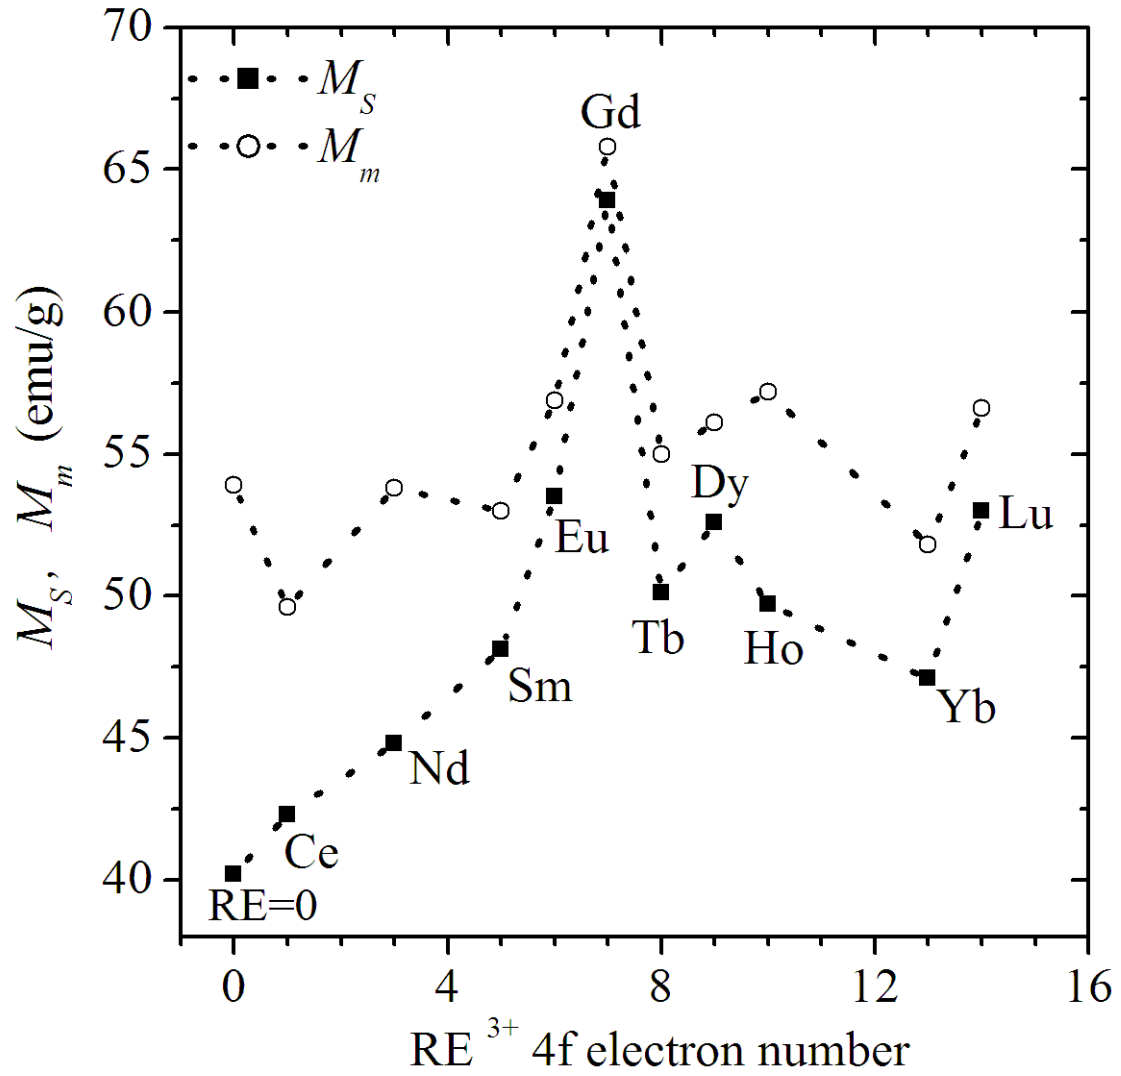 70
65
60
55
50
45
40
M_S, M_m (emu/g)
M_S
M_m
Gd
Eu
Dy
Lu
Tb
Ho
Sm
Yb
Nd
Ce
RE=0
0 4 8 12 16
RE ³⁺ 4f electron number